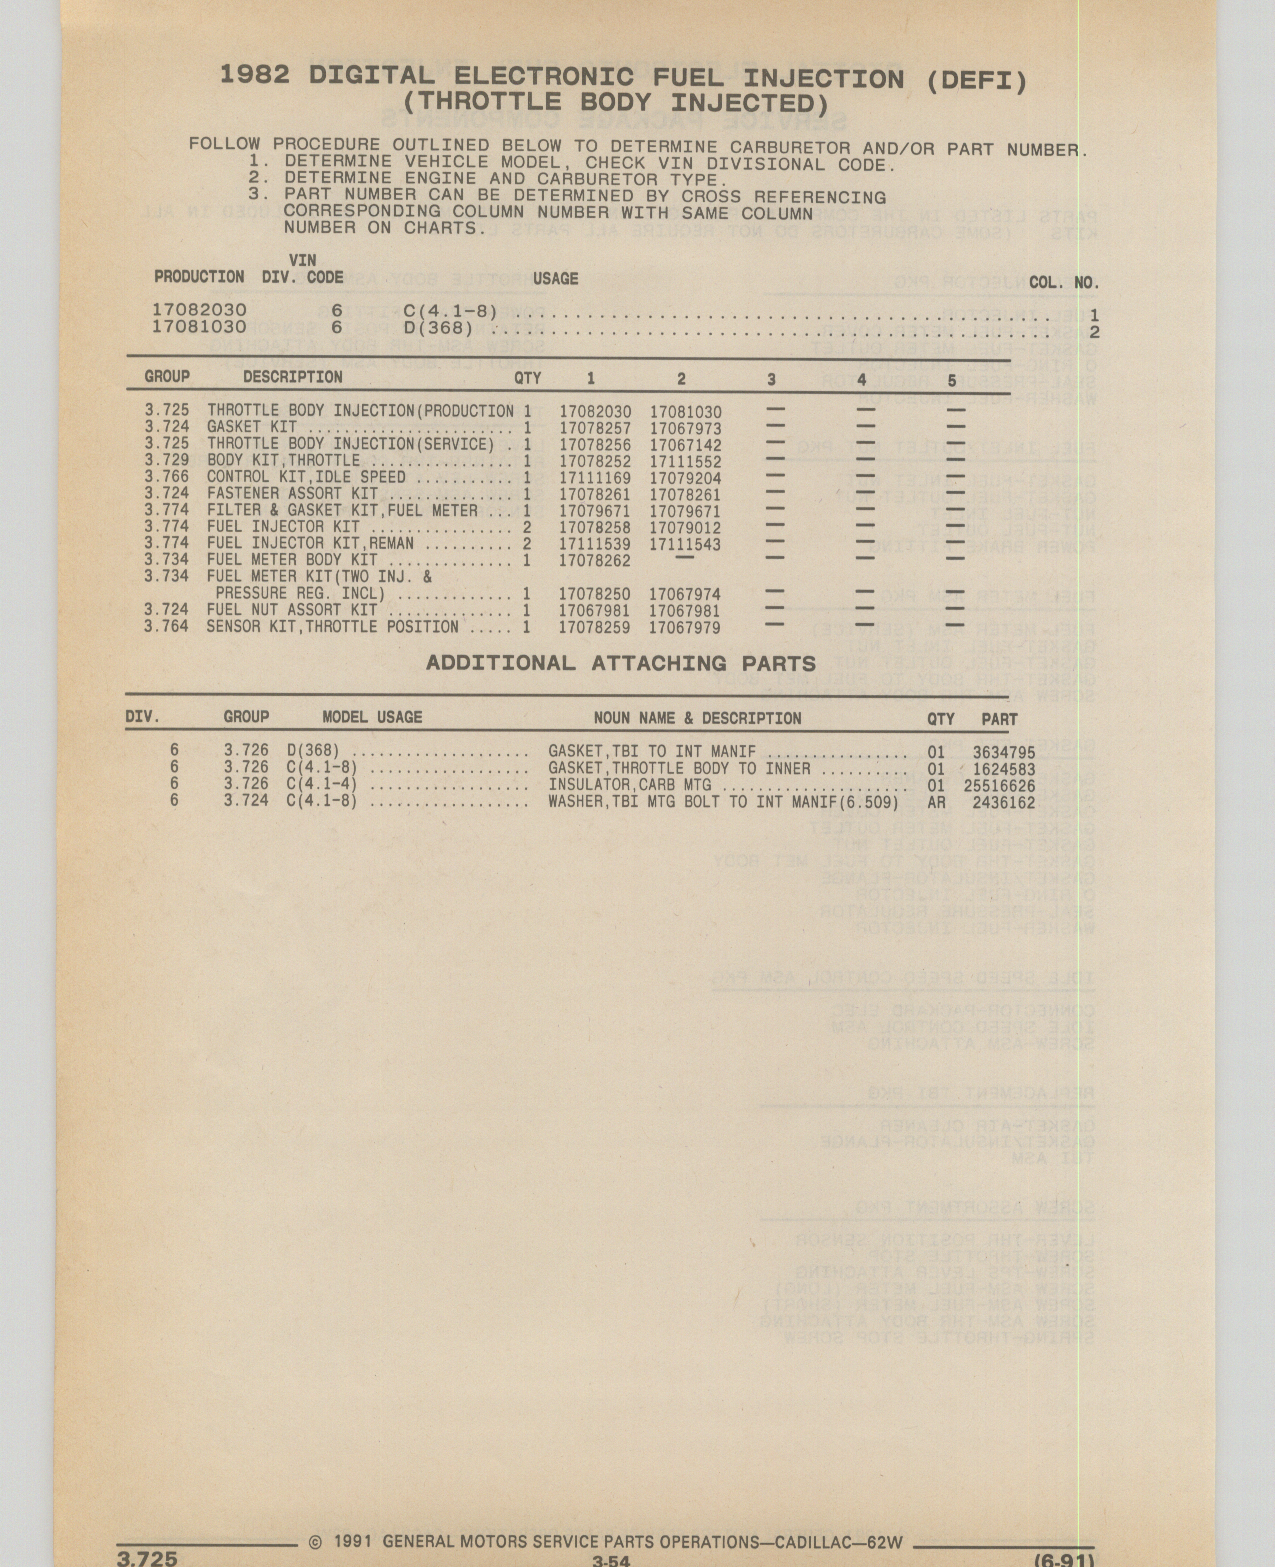 1982 DIGITAL ELECTRONIC FUEL INJECTION (DEFI)
(THROTTLE BODY INJECTED)
FOLLOW PROCEDURE OUTLINED BELOW TO DETERMINE CARBURETOR AND/OR PART NUMBER.
1. DETERMINE VEHICLE MODEL, CHECK VIN DIVISIONAL CODE.
2. DETERMINE ENGINE AND CARBURETOR TYPE.
3. PART NUMBER CAN BE DETERMINED BY CROSS REFERENCING
CORRESPONDING COLUMN NUMBER WITH SAME COLUMN
NUMBER ON CHARTS.
VIN
PRODUCTION DIV. CODE USAGE COL. NO.
17082030 6 C(4.1-8) .................................................. 1
17081030 6 D(368) .................................................. 2
GROUP DESCRIPTION QTY 1 2 3 4 5
3.725 THROTTLE BODY INJECTION(PRODUCTION 1 17082030 17081030 — — —
3.724 GASKET KIT ....................... 1 17078257 17067973 — — —
3.725 THROTTLE BODY INJECTION(SERVICE) . 1 17078256 17067142 — — —
3.729 BODY KIT,THROTTLE ................ 1 17078252 17111552 — — —
3.766 CONTROL KIT,IDLE SPEED ........... 1 17111169 17079204 — — —
3.724 FASTENER ASSORT KIT .............. 1 17078261 17078261 — — —
3.774 FILTER & GASKET KIT,FUEL METER ... 1 17079671 17079671 — — —
3.774 FUEL INJECTOR KIT ................ 2 17078258 17079012 — — —
3.774 FUEL INJECTOR KIT,REMAN .......... 2 17111539 17111543 — — —
3.734 FUEL METER BODY KIT .............. 1 17078262 — — — —
3.734 FUEL METER KIT(TWO INJ. &
PRESSURE REG. INCL) ............. 1 17078250 17067974 — — —
3.724 FUEL NUT ASSORT KIT .............. 1 17067981 17067981 — — —
3.764 SENSOR KIT,THROTTLE POSITION ..... 1 17078259 17067979 — — —
ADDITIONAL ATTACHING PARTS
DIV. GROUP MODEL USAGE NOUN NAME & DESCRIPTION QTY PART
6 3.726 D(368) .................... GASKET,TBI TO INT MANIF ................ 01 3634795
6 3.726 C(4.1-8) .................. GASKET,THROTTLE BODY TO INNER .......... 01 1624583
6 3.726 C(4.1-4) .................. INSULATOR,CARB MTG ..................... 01 25516626
6 3.724 C(4.1-8) .................. WASHER,TBI MTG BOLT TO INT MANIF(6.509) AR 2436162
© 1991 GENERAL MOTORS SERVICE PARTS OPERATIONS—CADILLAC—62W
3.725 3-54 (6-91)